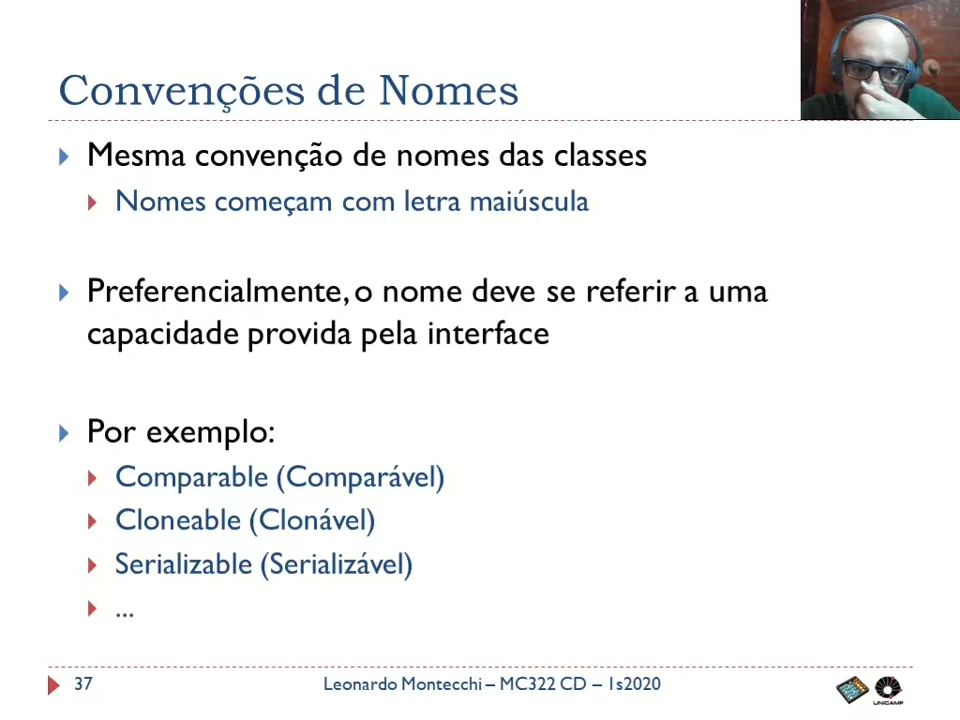 Convenções de Nomes
Mesma convenção de nomes das classes
Nomes começam com letra maiúscula
Preferencialmente, o nome deve se referir a uma
capacidade provida pela interface
Por exemplo:
Comparable (Comparável)
Cloneable (Clonável)
Serializable (Serializável)
...
37
Leonardo Montecchi – MC322 CD – 1s2020
UNICAMP